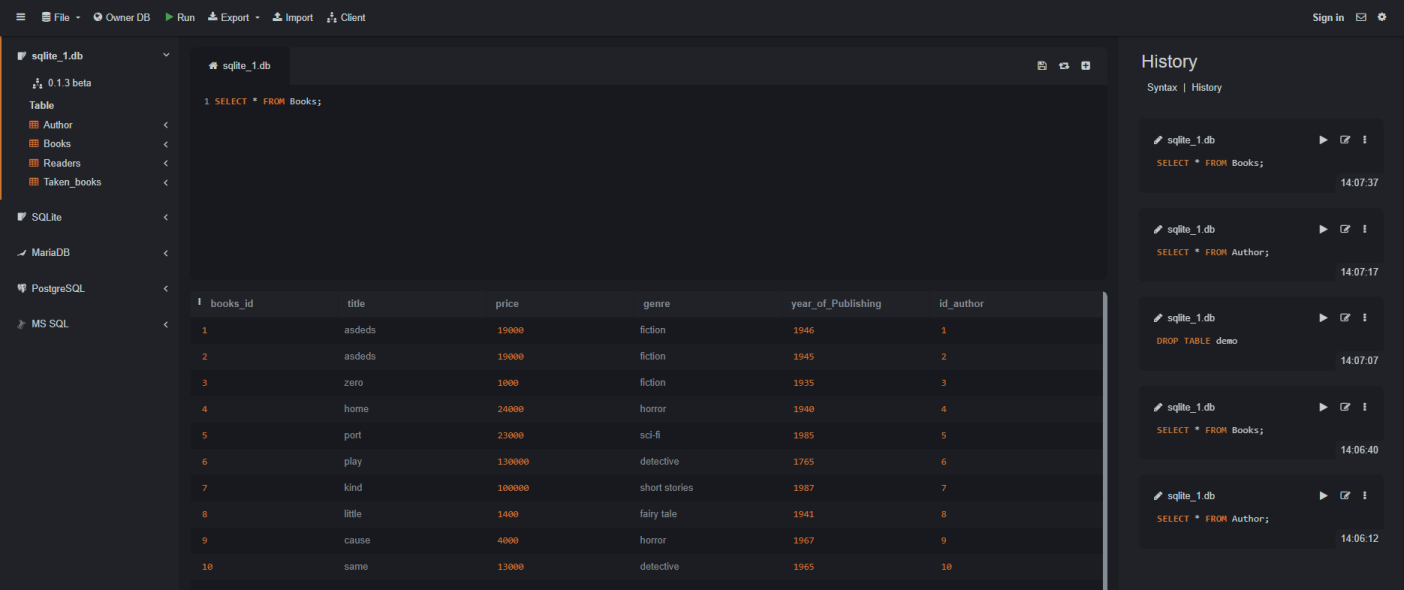 File Owner DB Run Export Import Client Sign in
sqlite_1.db
0.1.3 beta
Table
Author
Books
Readers
Taken_books
SQLite
MariaDB
PostgreSQL
MS SQL
sqlite_1.db
1 SELECT * FROM Books;
books_id title price genre year_of_Publishing id_author
1 asdeds 19000 fiction 1946 1
2 asdeds 19000 fiction 1945 2
3 zero 1000 fiction 1935 3
4 home 24000 horror 1940 4
5 port 23000 sci-fi 1985 5
6 play 130000 detective 1765 6
7 kind 100000 short stories 1987 7
8 little 1400 fairy tale 1941 8
9 cause 4000 horror 1967 9
10 same 13000 detective 1965 10
History
Syntax | History
sqlite_1.db
SELECT * FROM Books;
14:07:37
sqlite_1.db
SELECT * FROM Author;
14:07:17
sqlite_1.db
DROP TABLE demo
14:07:07
sqlite_1.db
SELECT * FROM Books;
14:06:40
sqlite_1.db
SELECT * FROM Author;
14:06:12